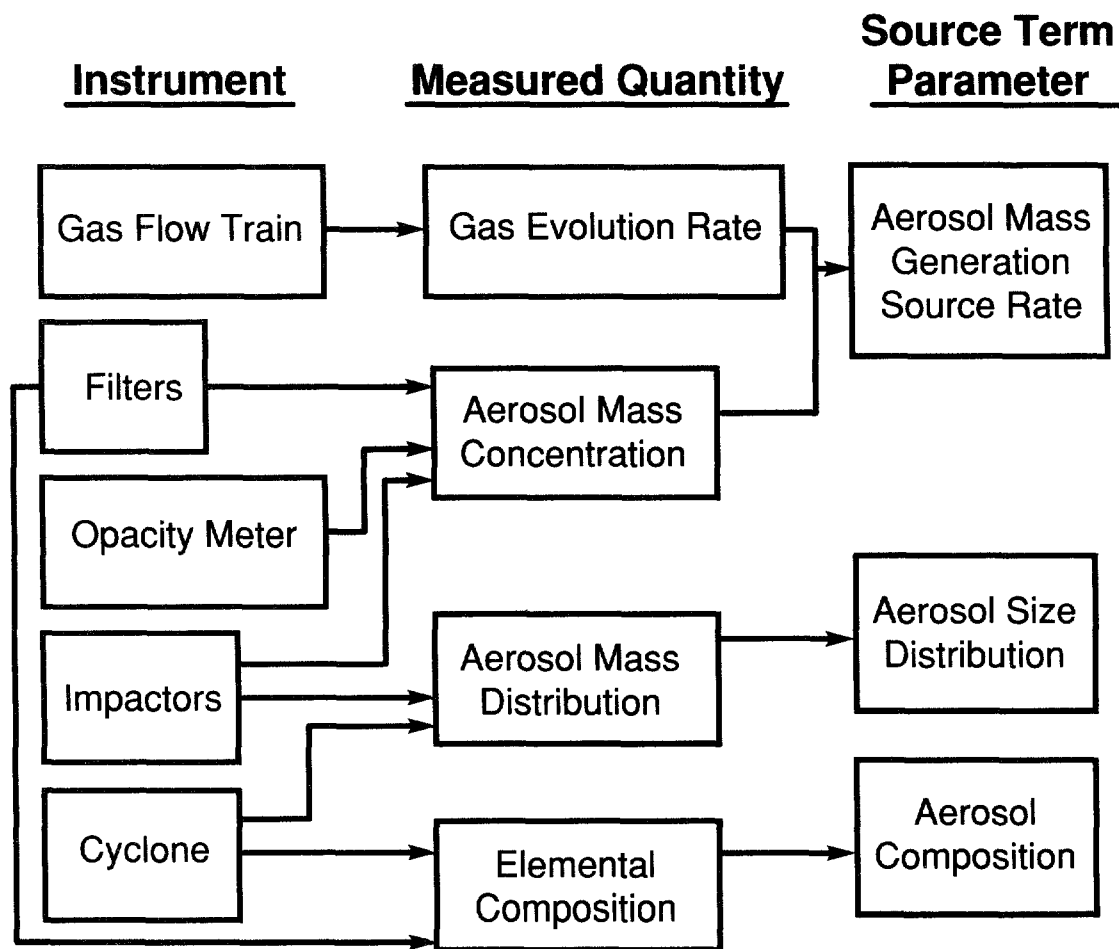 Instrument
Measured Quantity
Source Term
Parameter
Gas Flow Train
Gas Evolution Rate
Aerosol Mass
Generation
Source Rate
Filters
Aerosol Mass
Concentration
Opacity Meter
Impactors
Aerosol Mass
Distribution
Aerosol Size
Distribution
Cyclone
Elemental
Composition
Aerosol
Composition